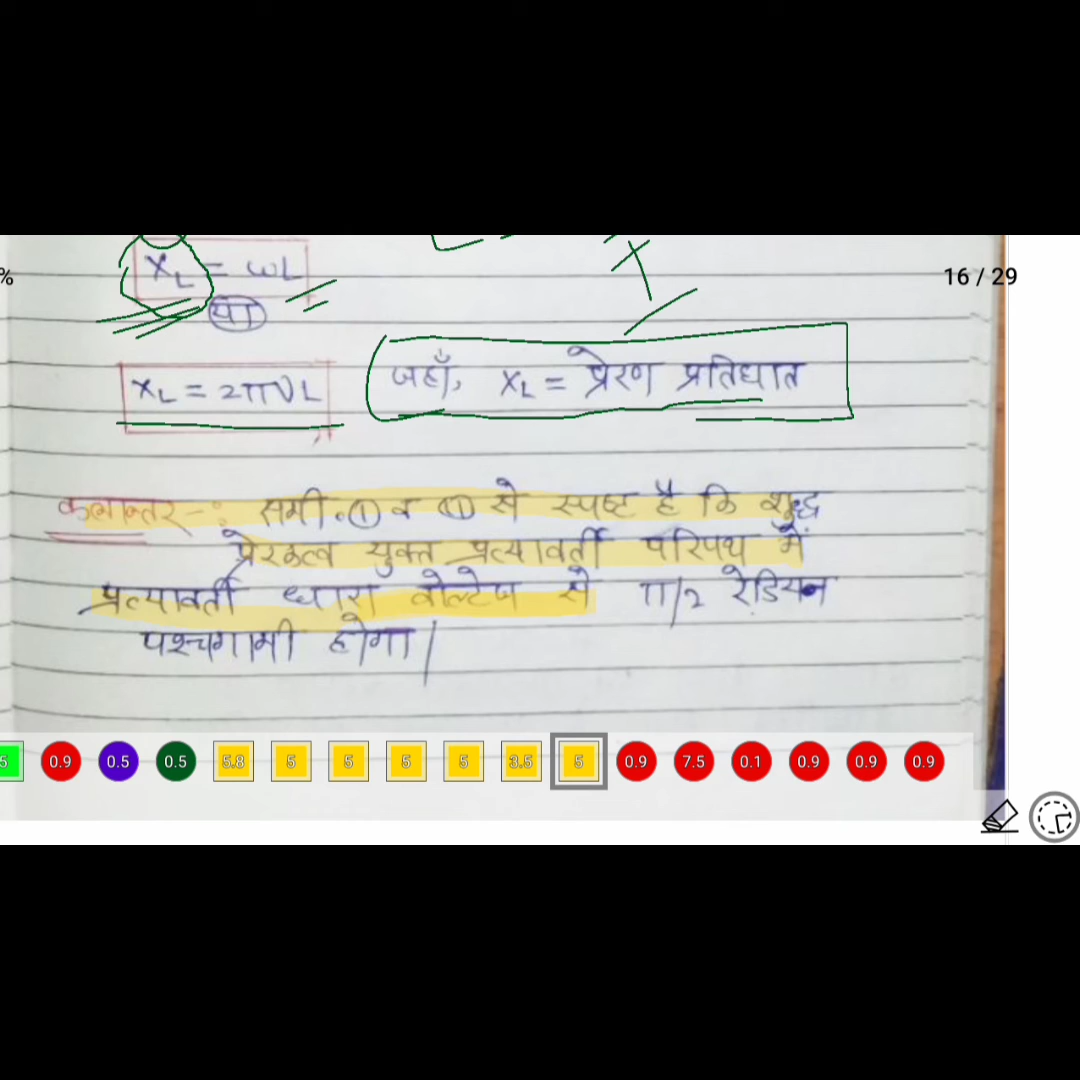 %
X_L = ωL
16 / 29
या
X_L = 2πνL
जहाँ, X_L = प्रेरण प्रतिघात
कलान्तर -: समी. ① व ⑪ से स्पष्ट है कि शुद्ध
प्रेरकत्व युक्त प्रत्यावर्ती परिपथ में
प्रत्यावर्ती धारा वोल्टेज से π/2 रेडियन
पश्चगामी होगा|
5 0.9 0.5 0.5 5.8 5 5 5 5 3.5 5 0.9 7.5 0.1 0.9 0.9 0.9